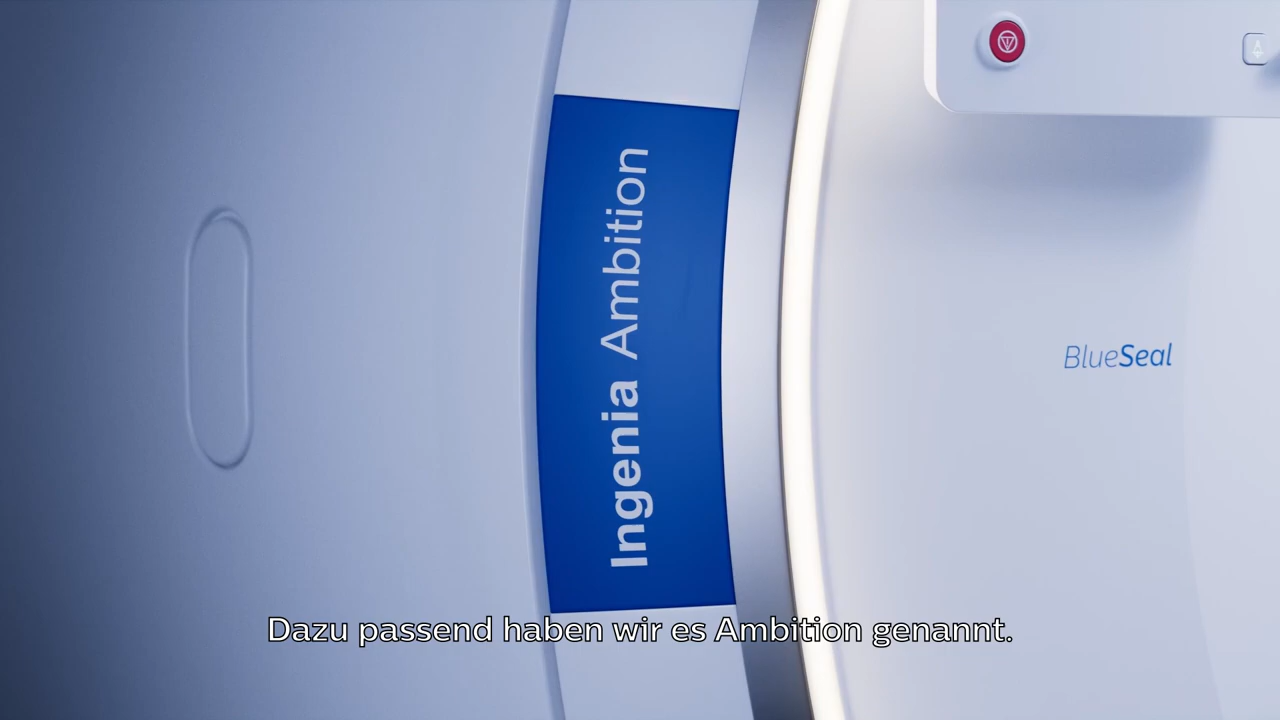 Ingenia Ambition
BlueSeal
Dazu passend haben wir es Ambition genannt.